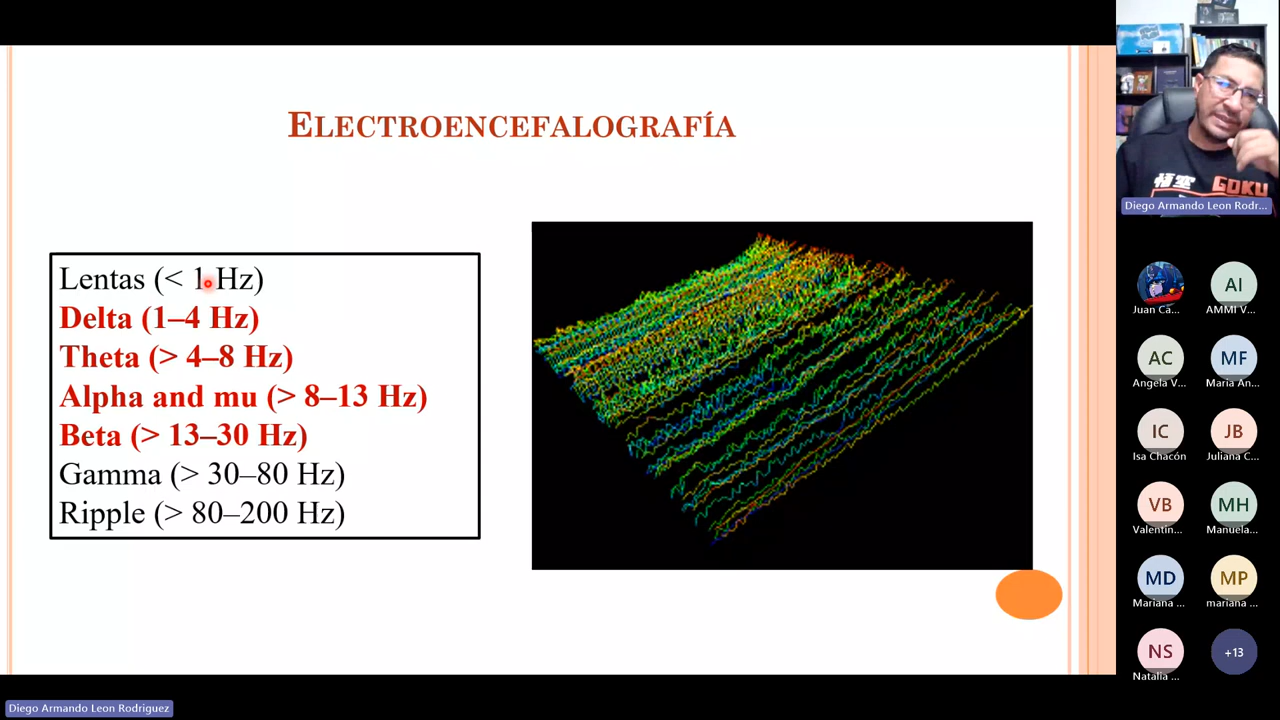 ELECTROENCEFALOGRAFÍA
Lentas (< 1 Hz)
Delta (1–4 Hz)
Theta (> 4–8 Hz)
Alpha and mu (> 8–13 Hz)
Beta (> 13–30 Hz)
Gamma (> 30–80 Hz)
Ripple (> 80–200 Hz)
悟空 GOKU
Diego Armando Leon Rodr...
Juan Ca...
AI
AMMI V...
AC
Angela V...
MF
Maria An...
IC
Isa Chacón
JB
Juliana C...
VB
Valentin...
MH
Manuela...
MD
Mariana ...
MP
mariana ...
NS
Natalia ...
+13
Diego Armando Leon Rodriguez